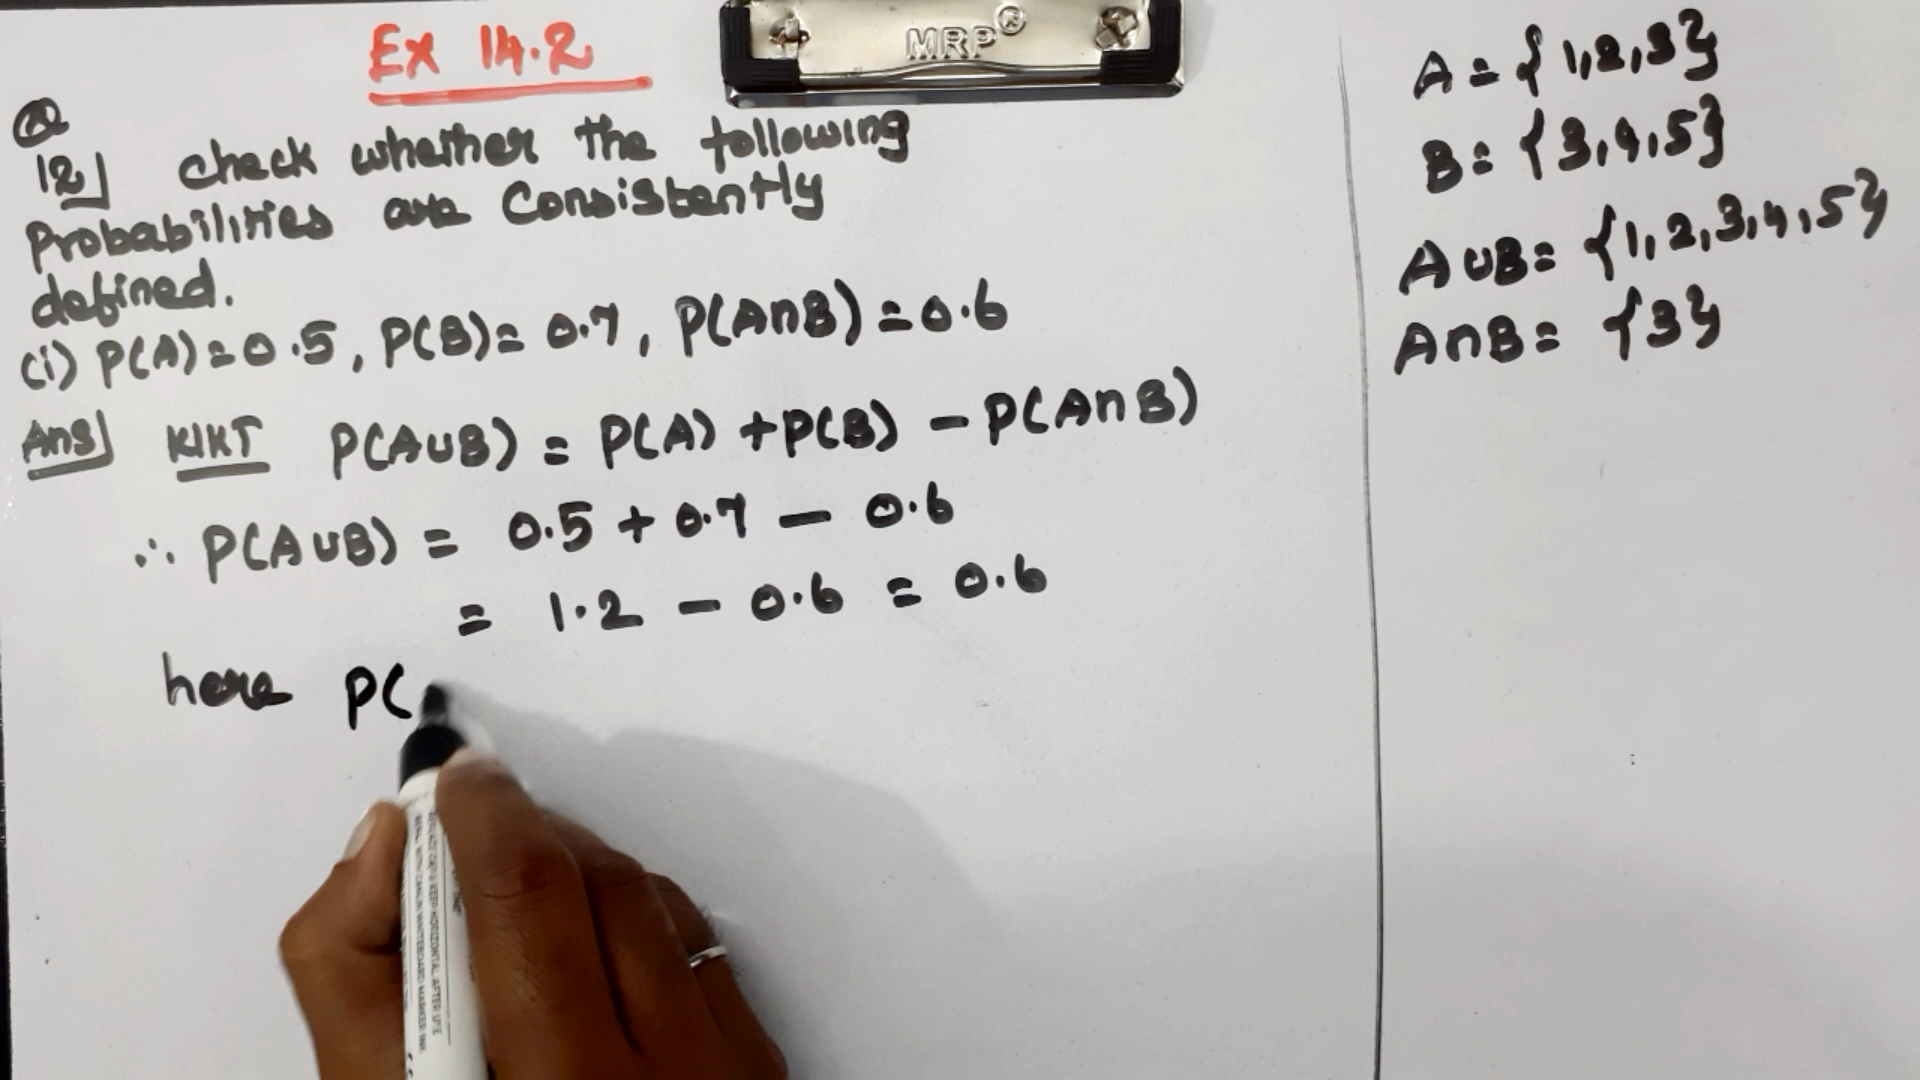 Ex 14.2
MRP®
Q
12] check whether the following
Probabilities are Consistently
defined.
(i) P(A)=0.5, P(B)=0.7, P(A∩B)=0.6
Ans] WKT P(A∪B) = P(A) +P(B) - P(A∩B)
∴ P(A∪B) = 0.5 + 0.7 - 0.6
= 1.2 - 0.6 = 0.6
here P(
A = {1,2,3}
B = {3,4,5}
A∪B = {1,2,3,4,5}
A∩B = {3}